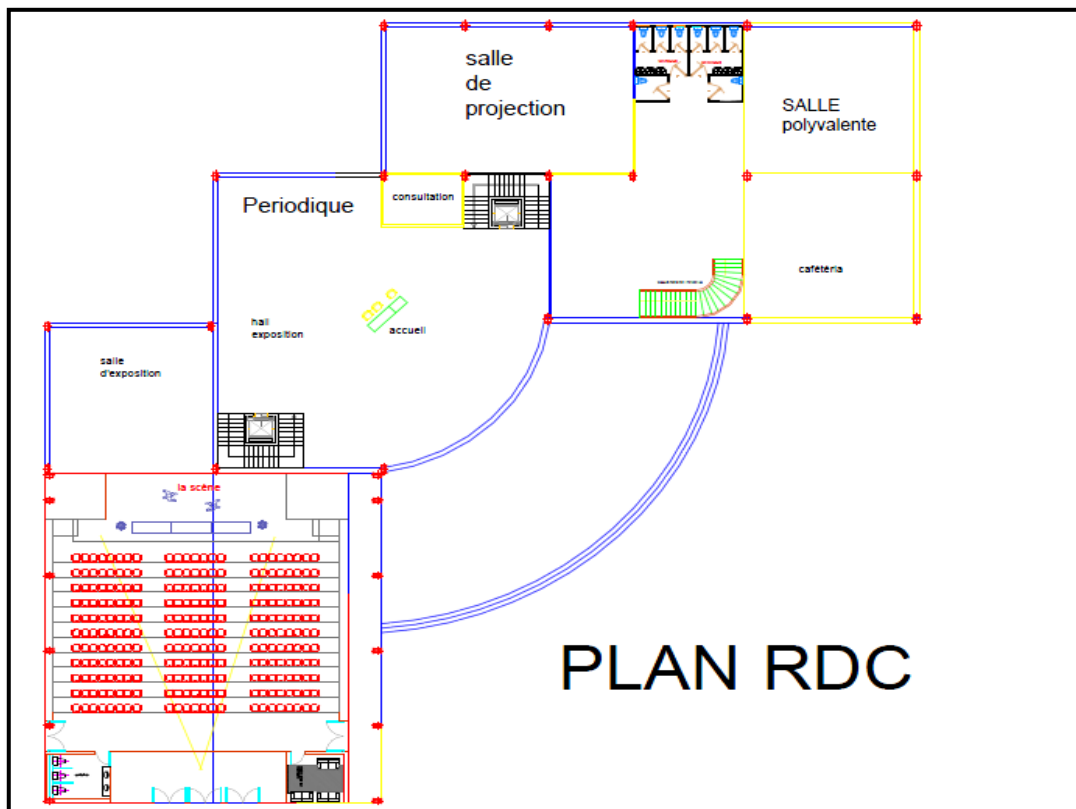 salle
de
projection
SALLE
polyvalente
consultation
Periodique
cafétéria
hall
exposition
accueil
salle
d'exposition
la scène
PLAN RDC